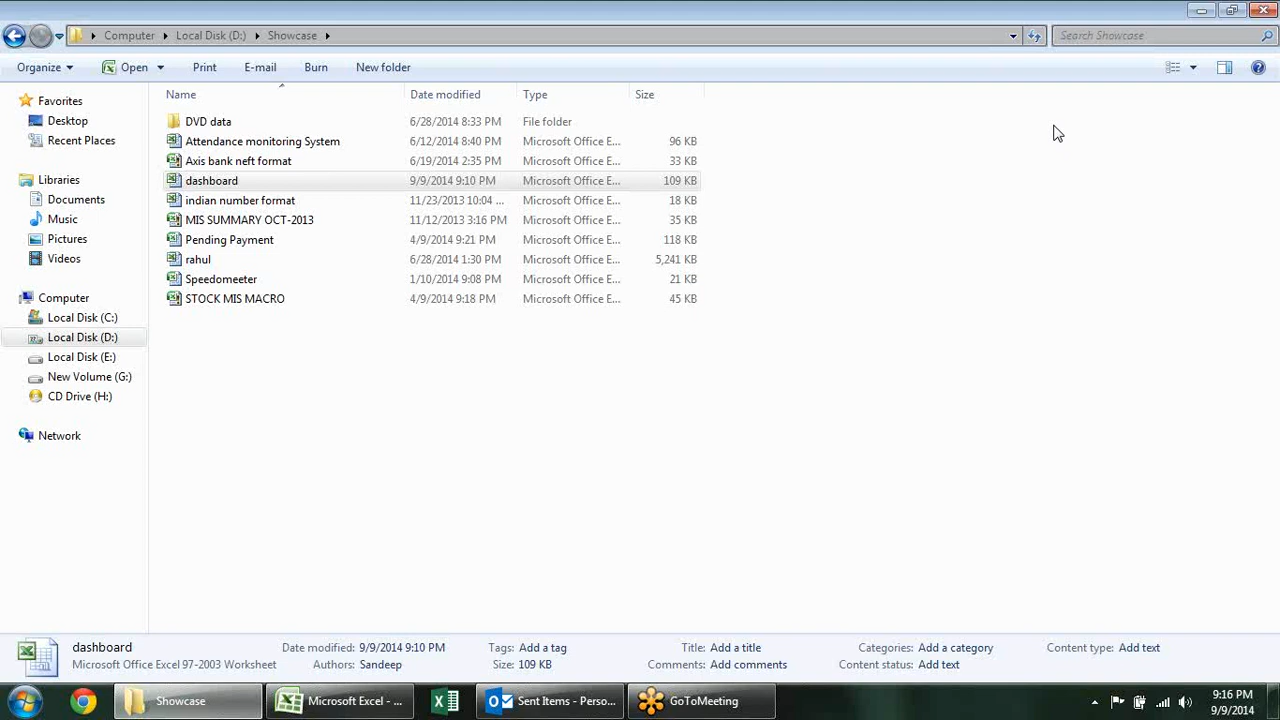 Computer Local Disk (D:) Showcase Search Showcase
Organize Open Print E-mail Burn New folder
Name Date modified Type Size
Favorites
Desktop
Recent Places
Libraries
Documents
Music
Pictures
Videos
Computer
Local Disk (C:)
Local Disk (D:)
Local Disk (E:)
New Volume (G:)
CD Drive (H:)
Network
DVD data 6/28/2014 8:33 PM File folder
Attendance monitoring System 6/12/2014 8:40 PM Microsoft Office E... 96 KB
Axis bank neft format 6/19/2014 2:35 PM Microsoft Office E... 33 KB
dashboard 9/9/2014 9:10 PM Microsoft Office E... 109 KB
indian number format 11/23/2013 10:04 ... Microsoft Office E... 18 KB
MIS SUMMARY OCT-2013 11/12/2013 3:16 PM Microsoft Office E... 35 KB
Pending Payment 4/9/2014 9:21 PM Microsoft Office E... 118 KB
rahul 6/28/2014 1:30 PM Microsoft Office E... 5,241 KB
Speedomeeter 1/10/2014 9:08 PM Microsoft Office E... 21 KB
STOCK MIS MACRO 4/9/2014 9:18 PM Microsoft Office E... 45 KB
dashboard Date modified: 9/9/2014 9:10 PM Tags: Add a tag Title: Add a title Categories: Add a category Content type: Add text
Microsoft Office Excel 97-2003 Worksheet Authors: Sandeep Size: 109 KB Comments: Add comments Content status: Add text
Showcase Microsoft Excel - ... Sent Items - Perso... GoToMeeting 9:16 PM
9/9/2014